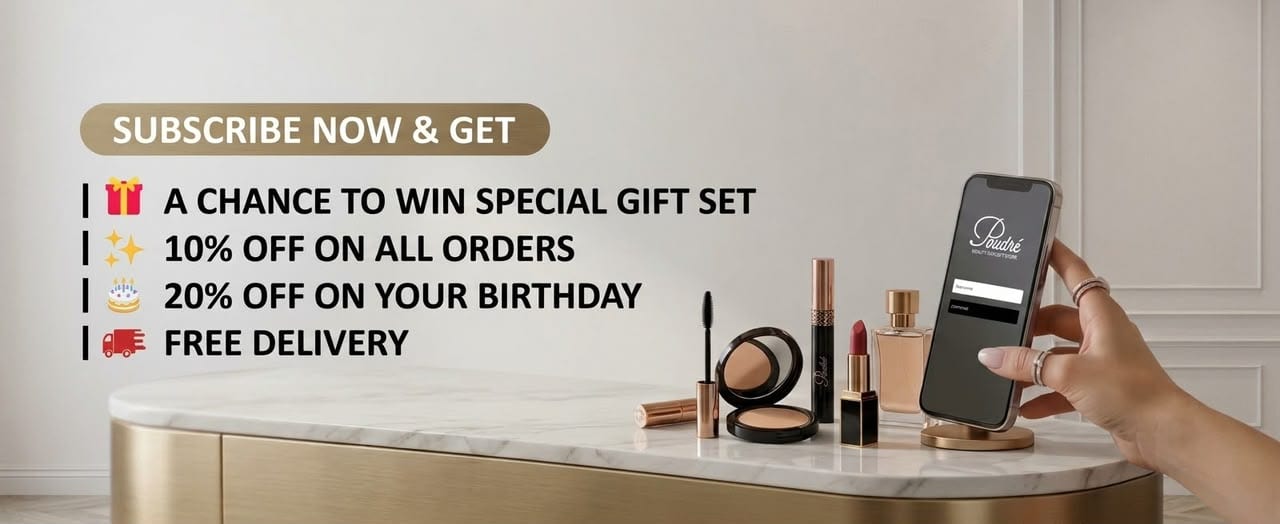 SUBSCRIBE NOW & GET
A CHANCE TO WIN SPECIAL GIFT SET
10% OFF ON ALL ORDERS
20% OFF ON YOUR BIRTHDAY
FREE DELIVERY
Poudré
Poudré